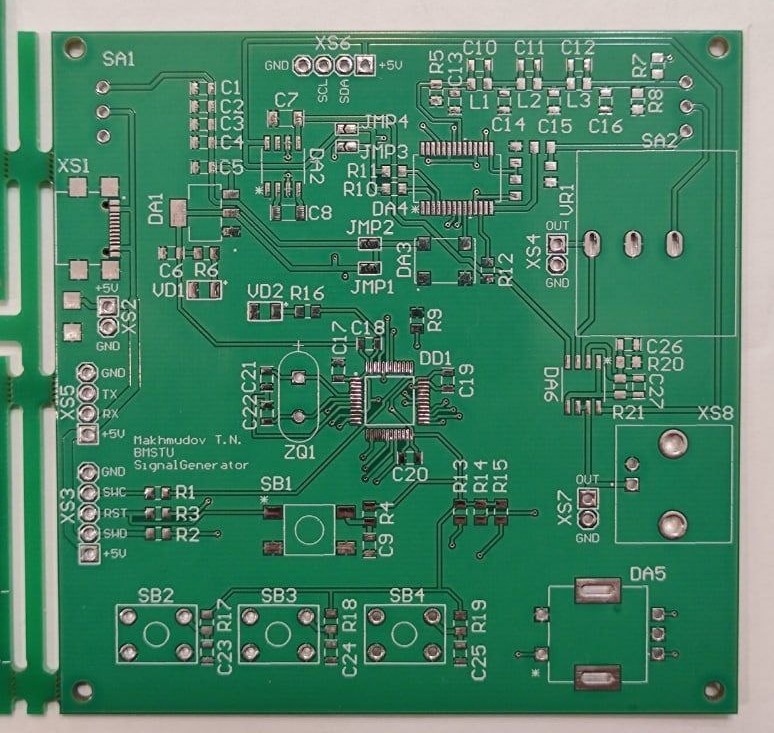 XS6
SA1
GND
+5V
SCL
SDA
C10 C11 C12
R5
C13
R7
R8
L1 L2 L3
C14
C15
C16
C1
C2
C3
C4
C5
C7
JMP4
JMP3
SA2
XS1
DA2
R11
R10
VR1
DA1
C8
DA4
JMP2
DA3
XS4
OUT
GND
C6 R6
JMP1
R12
VD1
+5V
XS2
GND
VD2 R16
R9
C17
C18
DD1
C26
R20
C27
R21
DA6
XS5
GND
TX
RX
+5V
C21
C22
C19
ZQ1
XS8
Makhmudov T.N.
BMSTU
SignalGenerator
C20
XS3
GND
SWC
RST
SWD
+5V
R1
R3
R2
SB1
R4
C9
R13
R14
R15
OUT
XS7
GND
SB2
R17
C23
SB3
R18
C24
SB4
R19
C25
DA5